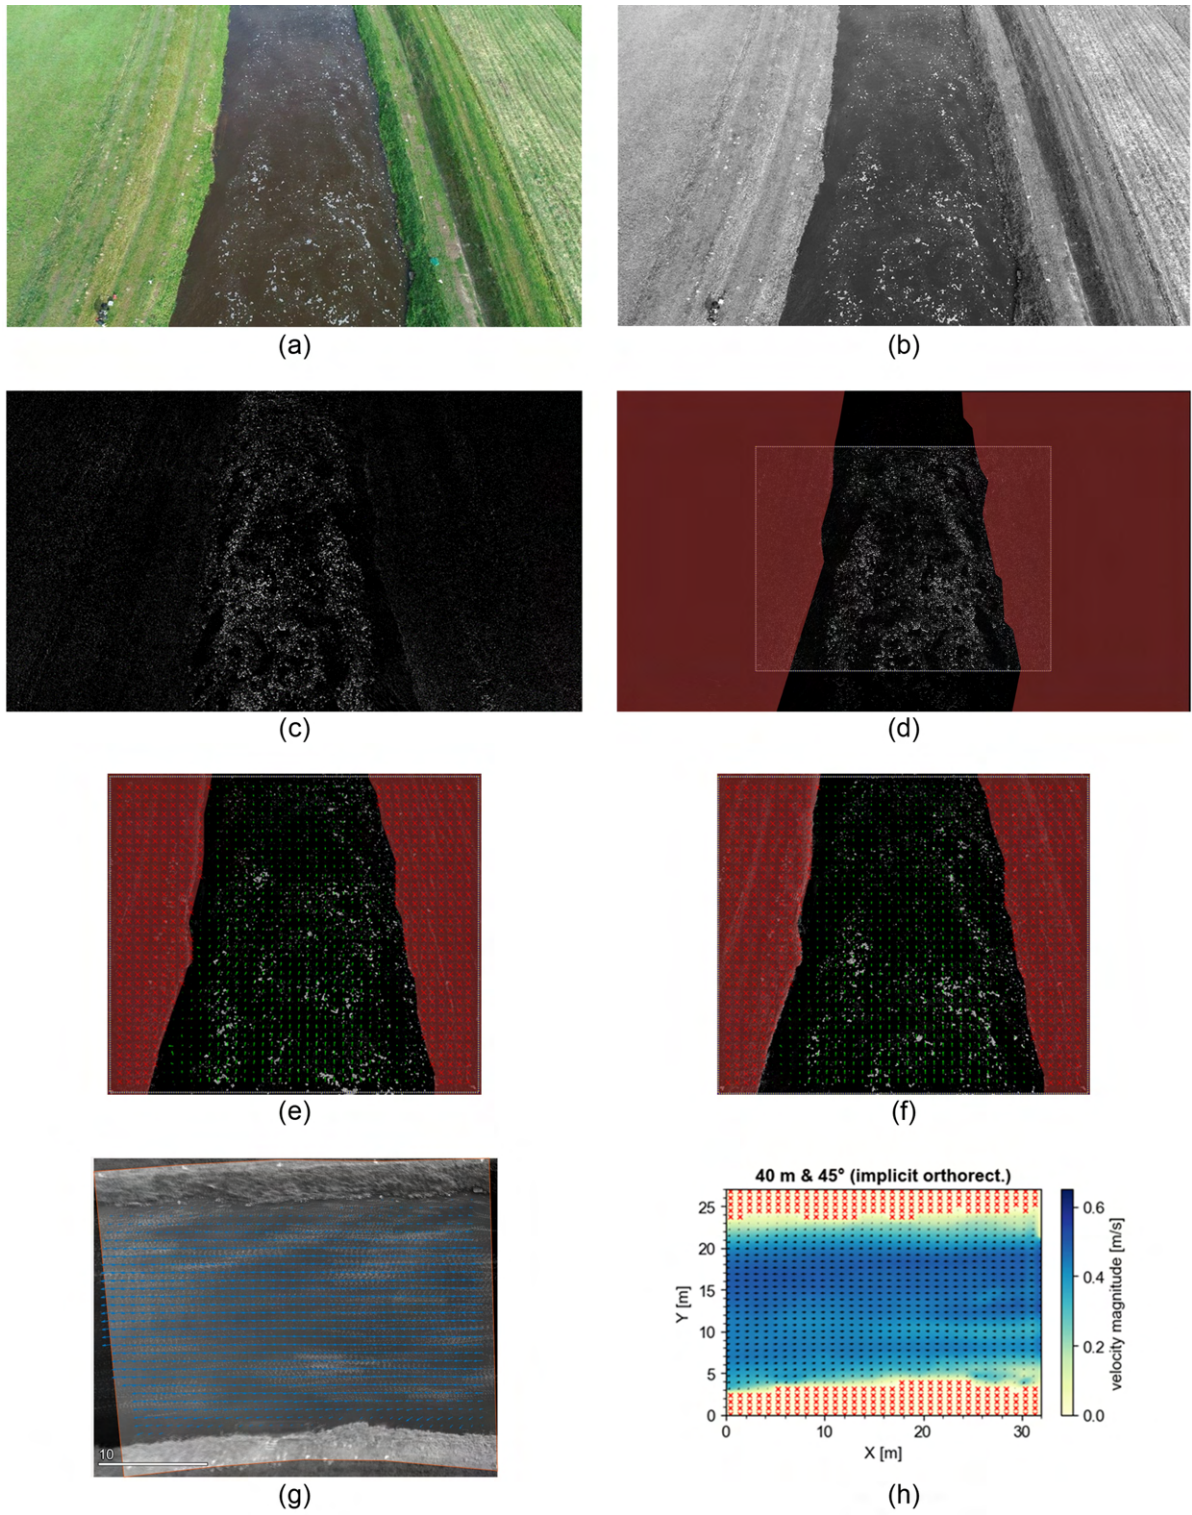 (a)
(b)
(c)
(d)
(e)
(f)
10
(g)
40 m & 45° (implicit orthorect.)
25
20
15
10
5
0
Y [m]
0
10
20
30
X [m]
0.6
0.4
0.2
0.0
velocity magnitude [m/s]
(h)